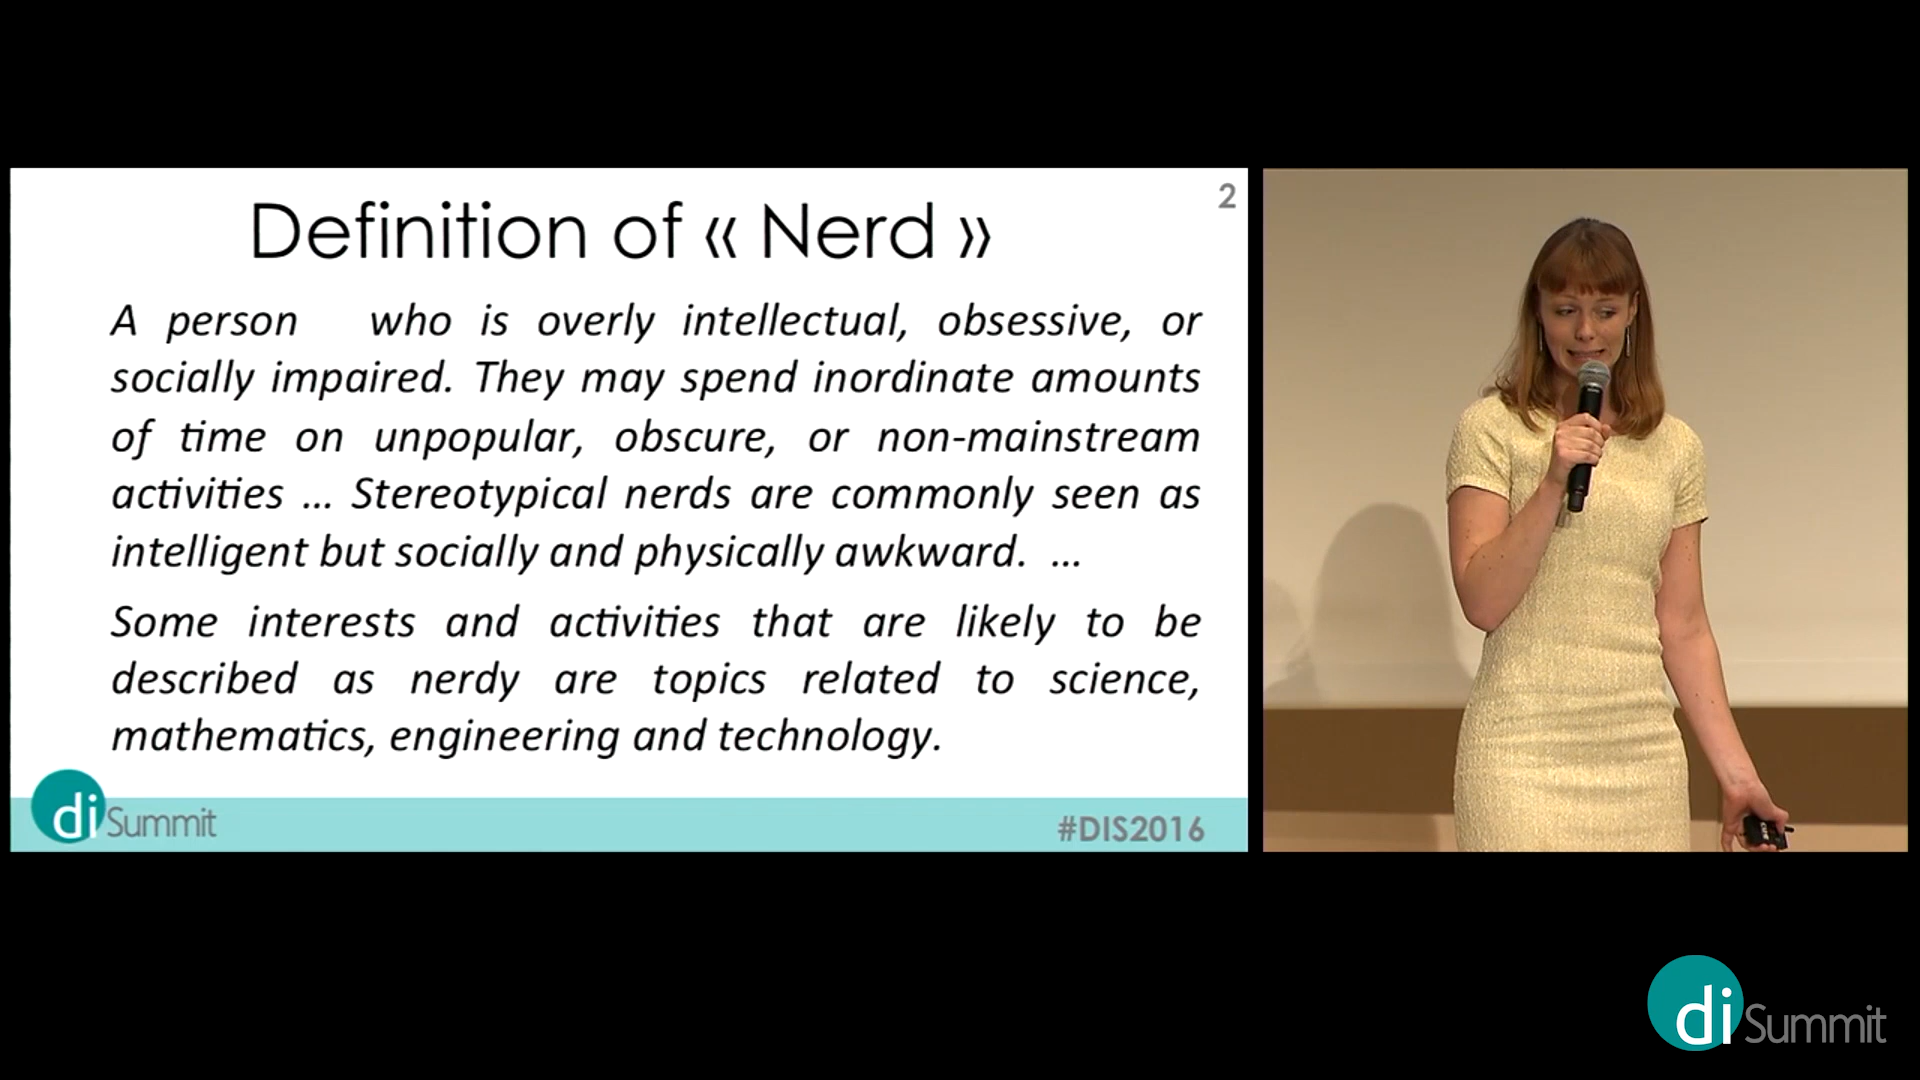 2
Definition of « Nerd »
A person who is overly intellectual, obsessive, or
socially impaired. They may spend inordinate amounts
of time on unpopular, obscure, or non-mainstream
activities ... Stereotypical nerds are commonly seen as
intelligent but socially and physically awkward. ...
Some interests and activities that are likely to be
described as nerdy are topics related to science,
mathematics, engineering and technology.
di Summit
#DIS2016
di Summit